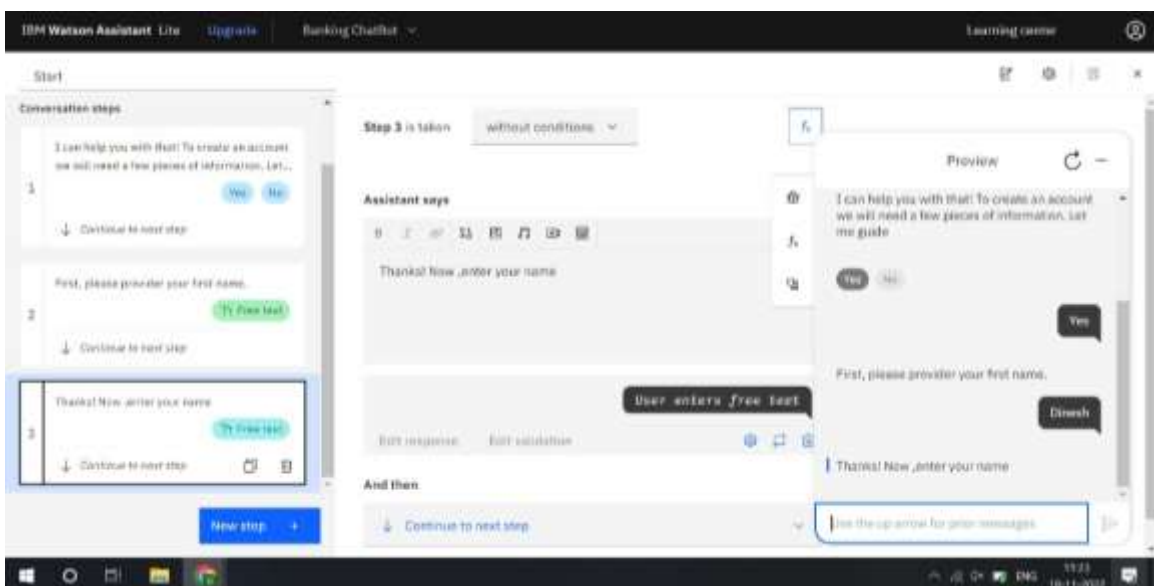 IBM Watson Assistant Lite Upgrade Banking ChatBot Learning center
Start
Conversation steps
1
I can help you with that! To create an account
we will need a few pieces of information. Let...
Yes No
Continue to next step
2
First, please provider your first name.
Free text
Continue to next step
3
Thanks! Now ,enter your name
Free text
Continue to next step
New step +
Step 3 is taken without conditions
Assistant says
Thanks! Now ,enter your name
User enters free text
Edit response Edit validation
And then
Continue to next step
Preview
I can help you with that! To create an account
we will need a few pieces of information. Let
me guide
Yes No
Yes
First, please provider your first name.
Dinesh
Thanks! Now ,enter your name
Use the up arrow for prior messages
ENG